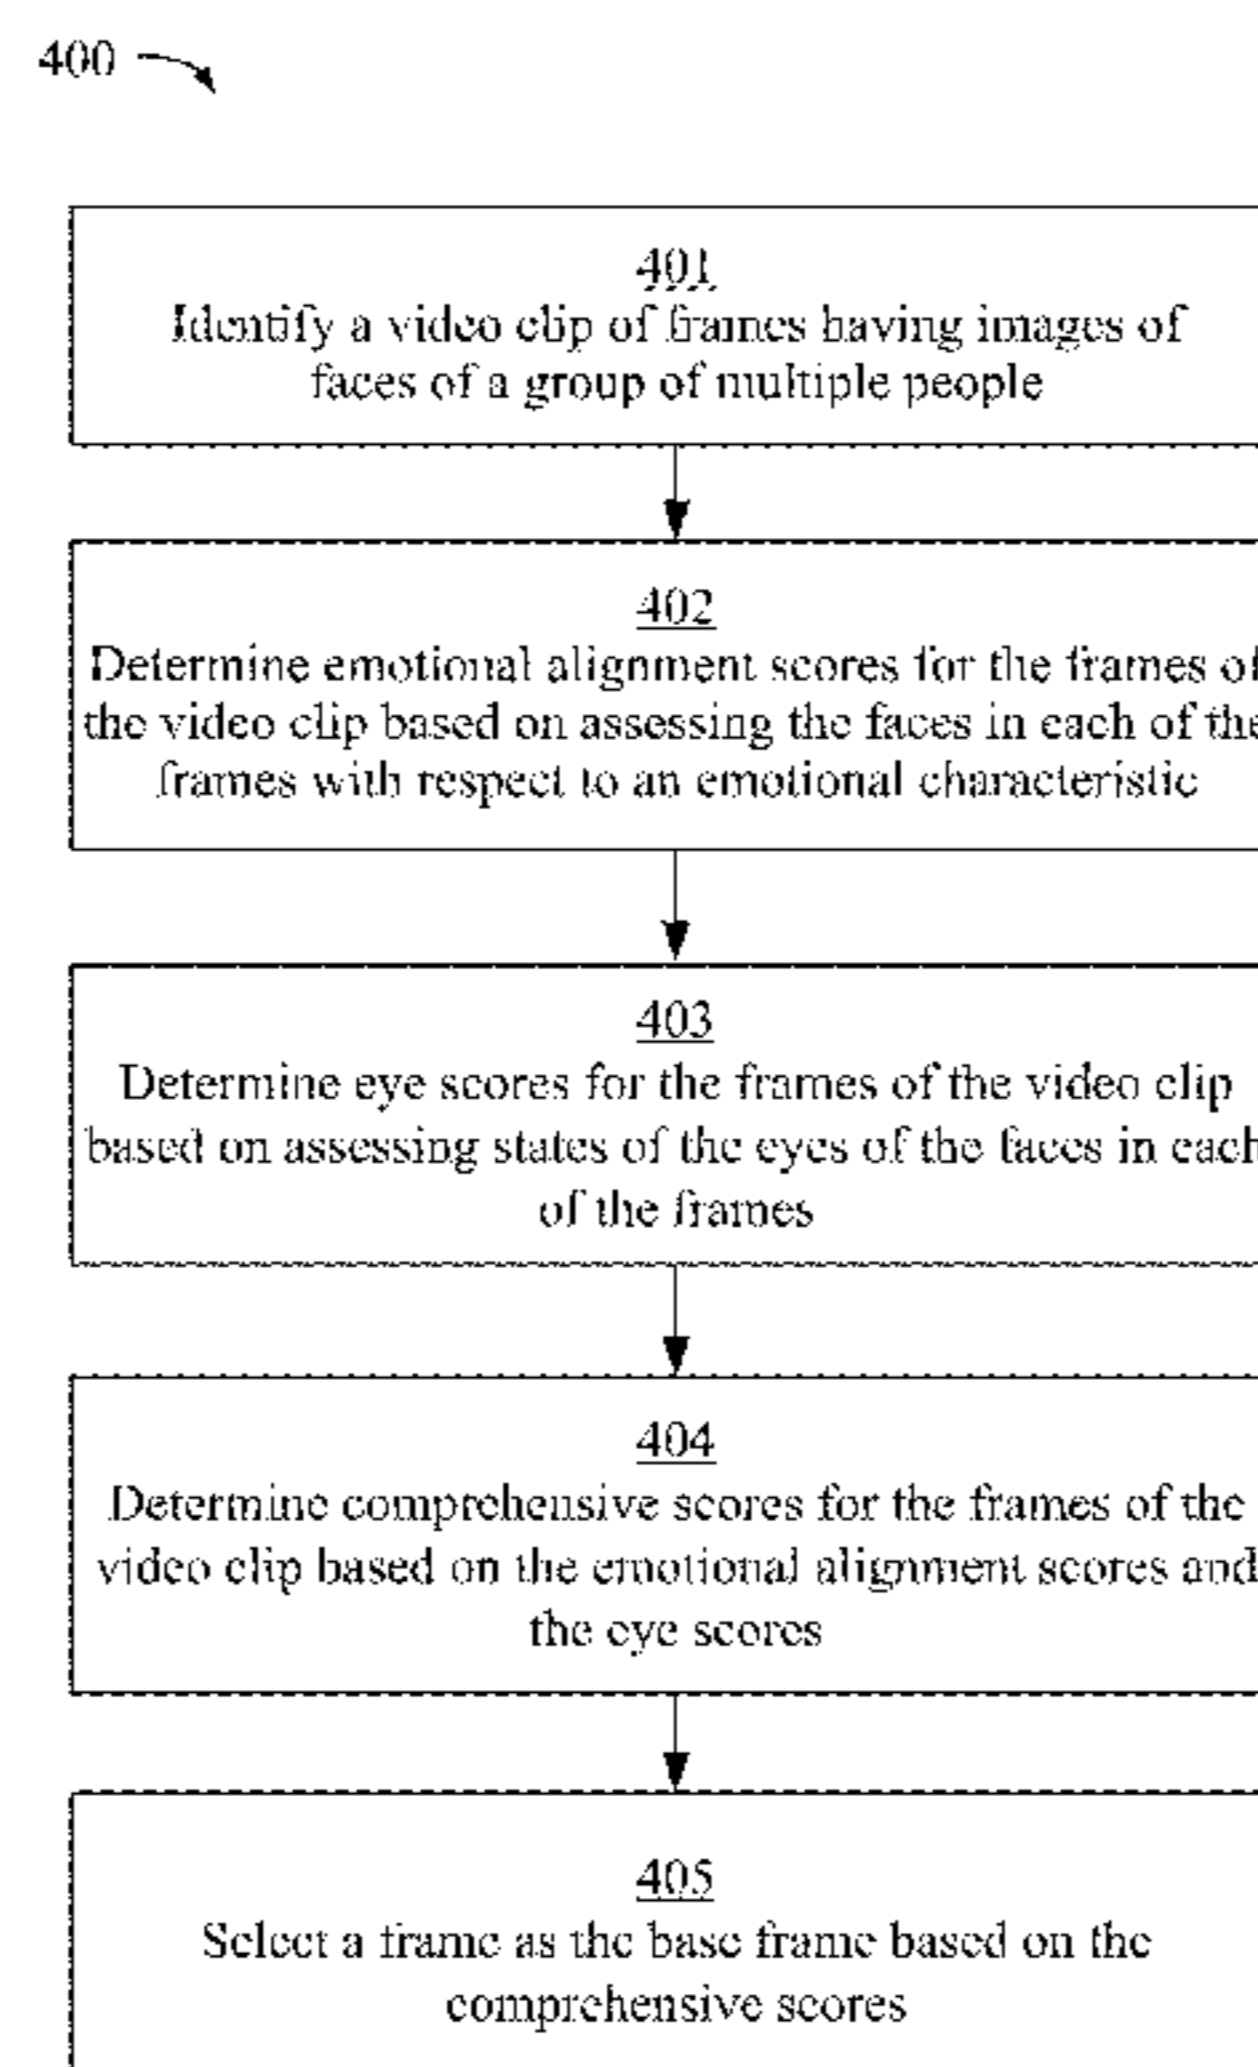 400
401
Identify a video clip of frames having images of
faces of a group of multiple people
402
Determine emotional alignment scores for the frames of
the video clip based on assessing the faces in each of the
frames with respect to an emotional characteristic
403
Determine eye scores for the frames of the video clip
based on assessing states of the eyes of the faces in each
of the frames
404
Determine comprehensive scores for the frames of the
video clip based on the emotional alignment scores and
the eye scores
405
Select a frame as the base frame based on the
comprehensive scores